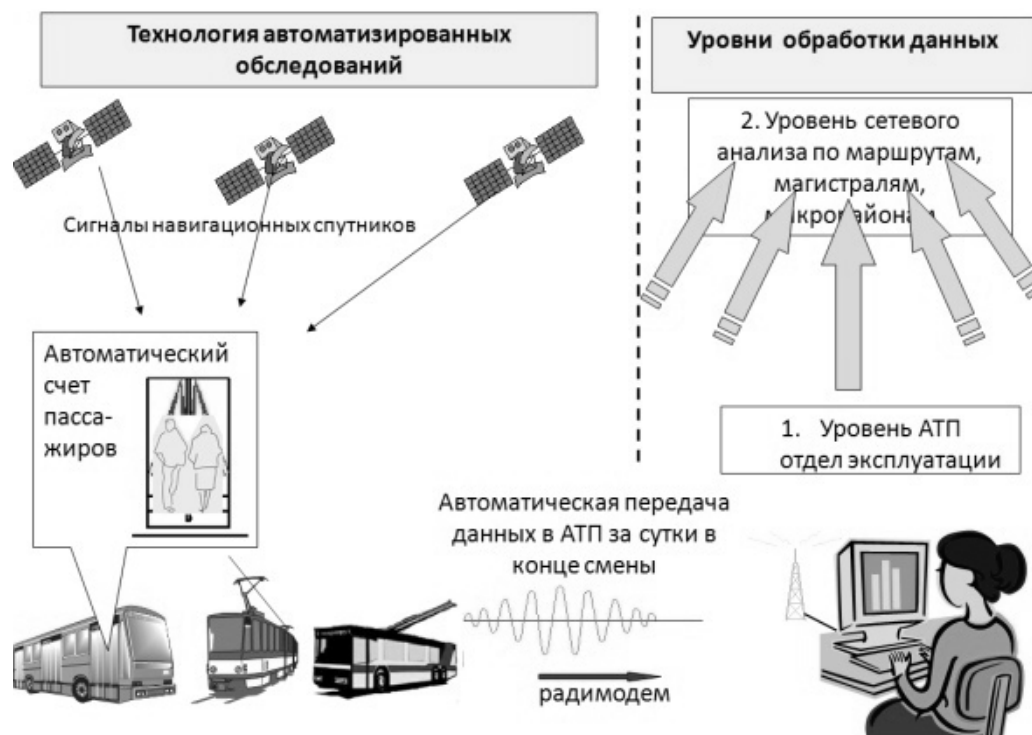 Технология автоматизированных
обследований
Сигналы навигационных спутников
Автоматический
счет
пасса-
жиров
Автоматическая передача
данных в АТП за сутки в
конце смены
радимодем
Уровни обработки данных
2. Уровень сетевого
анализа по маршрутам,
магистралям,
микрорайонам
1. Уровень АТП
отдел эксплуатации